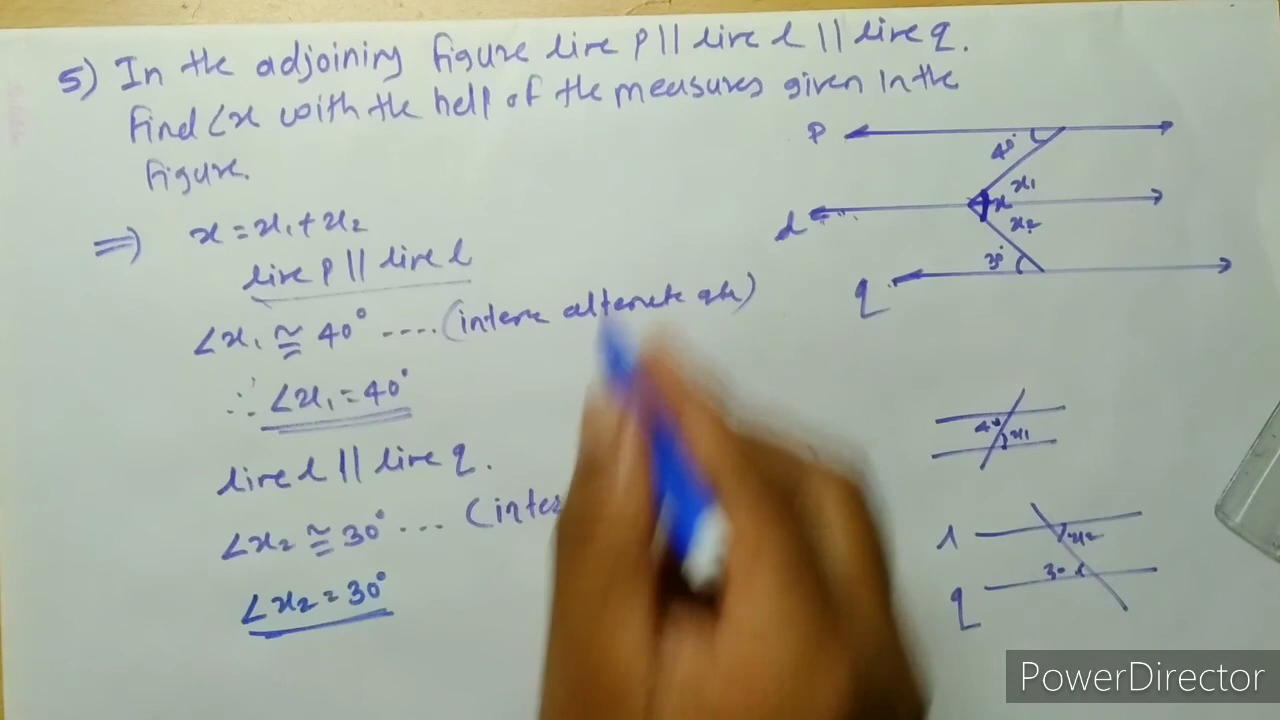 5) In the adjoining figure line p || line l || line q.
Find ∠x with the help of the measures given in the
figure.
⇒) x = x₁ + x₂
line p || line l
∠x₁ ≅ 40° ---- (intere alternate
∴ ∠x₁ = 40°
line l || line q.
∠x₂ ≅ 30° ... (inte
∠x₂ = 30°
p
40°
x₁
x
x₂
l
30°
q
40
x₁
l
x₂
30
q
PowerDirector